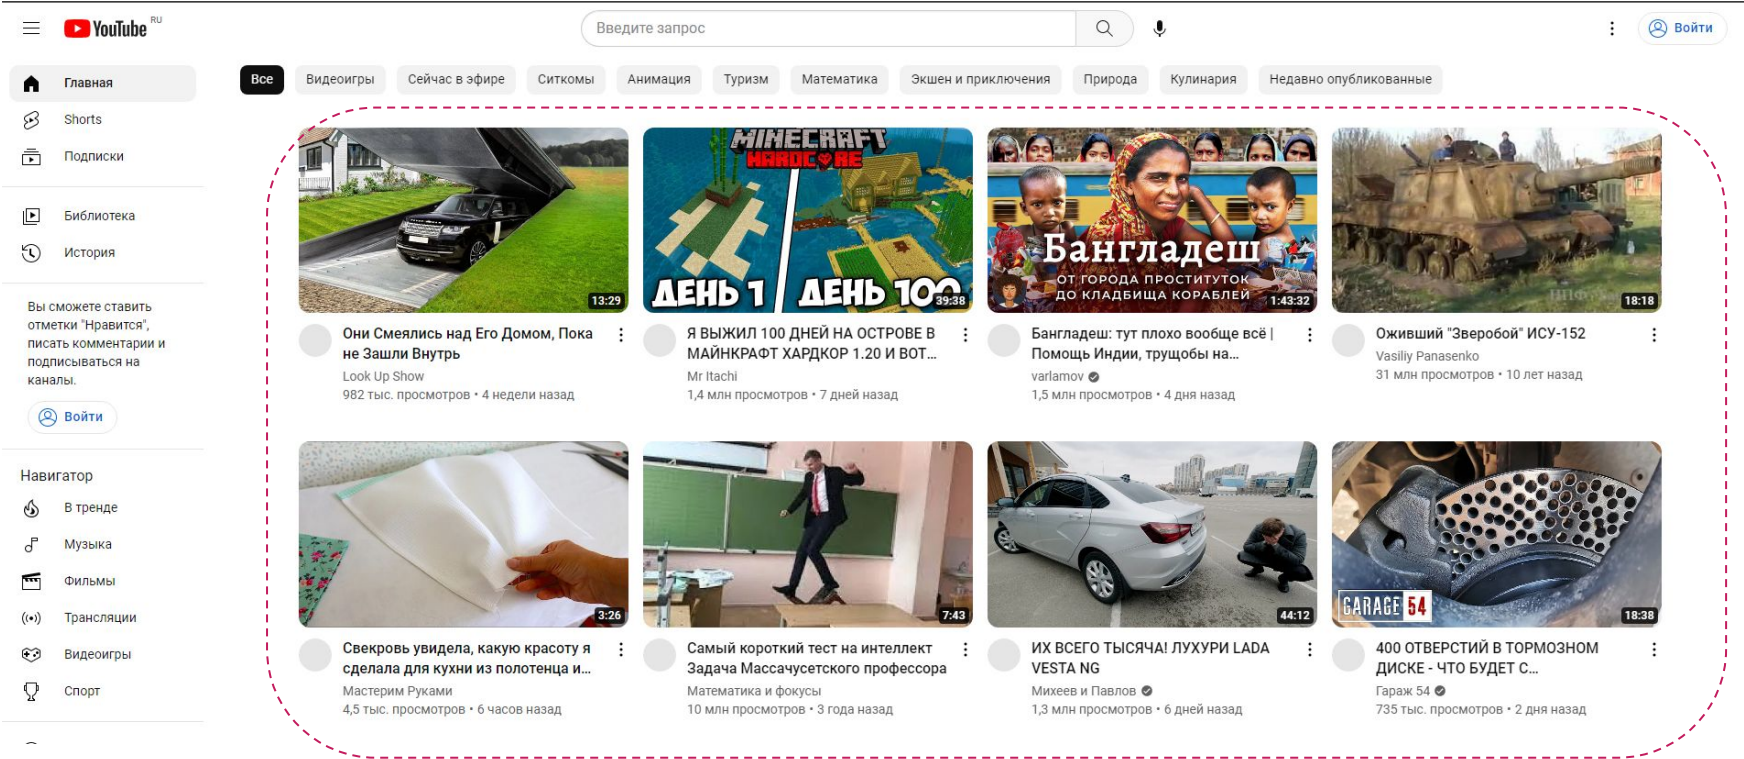 YouTube RU
Введите запрос
Войти
Главная
Shorts
Подписки
Библиотека
История
Вы сможете ставить
отметки "Нравится",
писать комментарии и
подписываться на
каналы.
Войти
Навигатор
В тренде
Музыка
Фильмы
Трансляции
Видеоигры
Спорт
Все
Видеоигры
Сейчас в эфире
Ситкомы
Анимация
Туризм
Математика
Экшен и приключения
Природа
Кулинария
Недавно опубликованные
13:29
Они Смеялись над Его Домом, Пока
не Зашли Внутрь
Look Up Show
982 тыс. просмотров • 4 недели назад
MINECRAFT
HARDCORE
ДЕНЬ 1
ДЕНЬ 100
39:38
Я ВЫЖИЛ 100 ДНЕЙ НА ОСТРОВЕ В
МАЙНКРАФТ ХАРДКОР 1.20 И ВОТ...
Mr Itachi
1,4 млн просмотров • 7 дней назад
Бангладеш
ОТ ГОРОДА ПРОСТИТУТОК
ДО КЛАДБИЩА КОРАБЛЕЙ
1:43:32
Бангладеш: тут плохо вообще всё |
Помощь Индии, трущобы на...
varlamov
1,5 млн просмотров • 4 дня назад
18:18
Оживший "Зверобой" ИСУ-152
Vasiliy Panasenko
31 млн просмотров • 10 лет назад
3:26
Свекровь увидела, какую красоту я
сделала для кухни из полотенца и...
Мастерим Руками
4,5 тыс. просмотров • 6 часов назад
7:43
Самый короткий тест на интеллект
Задача Массачусетского профессора
Математика и фокусы
10 млн просмотров • 3 года назад
44:12
ИХ ВСЕГО ТЫСЯЧА! ЛУХУРИ LADA
VESTA NG
Михеев и Павлов
1,3 млн просмотров • 6 дней назад
GARAGE 54
18:38
400 ОТВЕРСТИЙ В ТОРМОЗНОМ
ДИСКЕ - ЧТО БУДЕТ С...
Гараж 54
735 тыс. просмотров • 2 дня назад